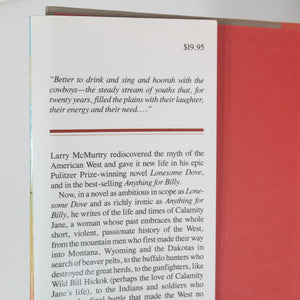 $19.95
"Better to drink and sing and hoorah with the
cowboys—the steady stream of youths that, for
twenty years, filled the plains with their laughter,
their energy and their need. . . ."
Larry McMurtry rediscovered the myth of the
American West and gave it new life in his epic
Pulitzer Prize-winning novel Lonesome Dove,
and in the best-selling Anything for Billy.
Now, in a novel as ambitious in scope as Lone-
some Dove and as richly ironic as Anything for
Billy, he writes of the life and times of Calamity
Jane, a woman whose past embraces the whole
short, violent, passionate history of the West,
from the mountain men who first made their way
into Montana, Wyoming and the Dakotas in
search of beaver pelts, to the buffalo hunters who
destroyed the great herds, to the gunfighters, like
Wild Bill Hickok (perhaps the love of Calamity
Jane's life), to the Indians and soldiers who
the final battle that made the West no